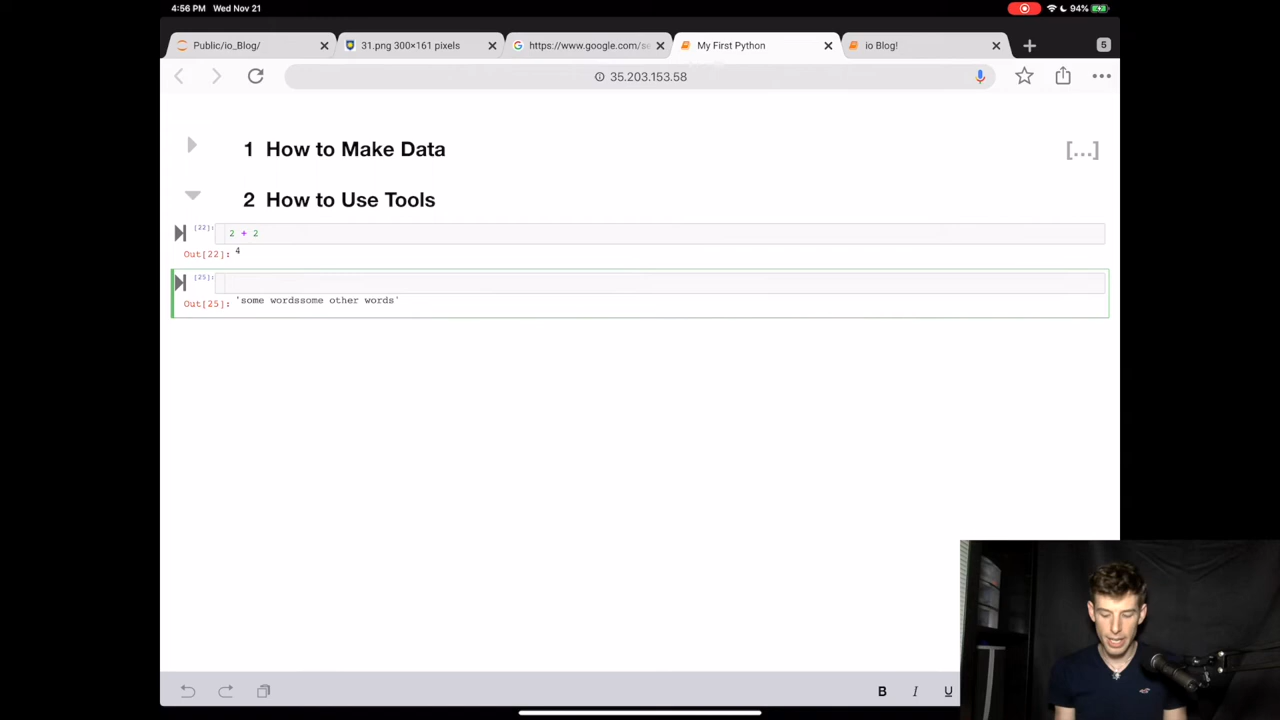 4:56 PM Wed Nov 21
94%
Public/io_Blog/
31.png 300×161 pixels
https://www.google.com/se
My First Python
io Blog!
5
35.203.153.58
1 How to Make Data
[...]
2 How to Use Tools
[22]: 2 + 2
Out[22]: 4
[25]:
Out[25]: 'some wordssome other words'
B I U